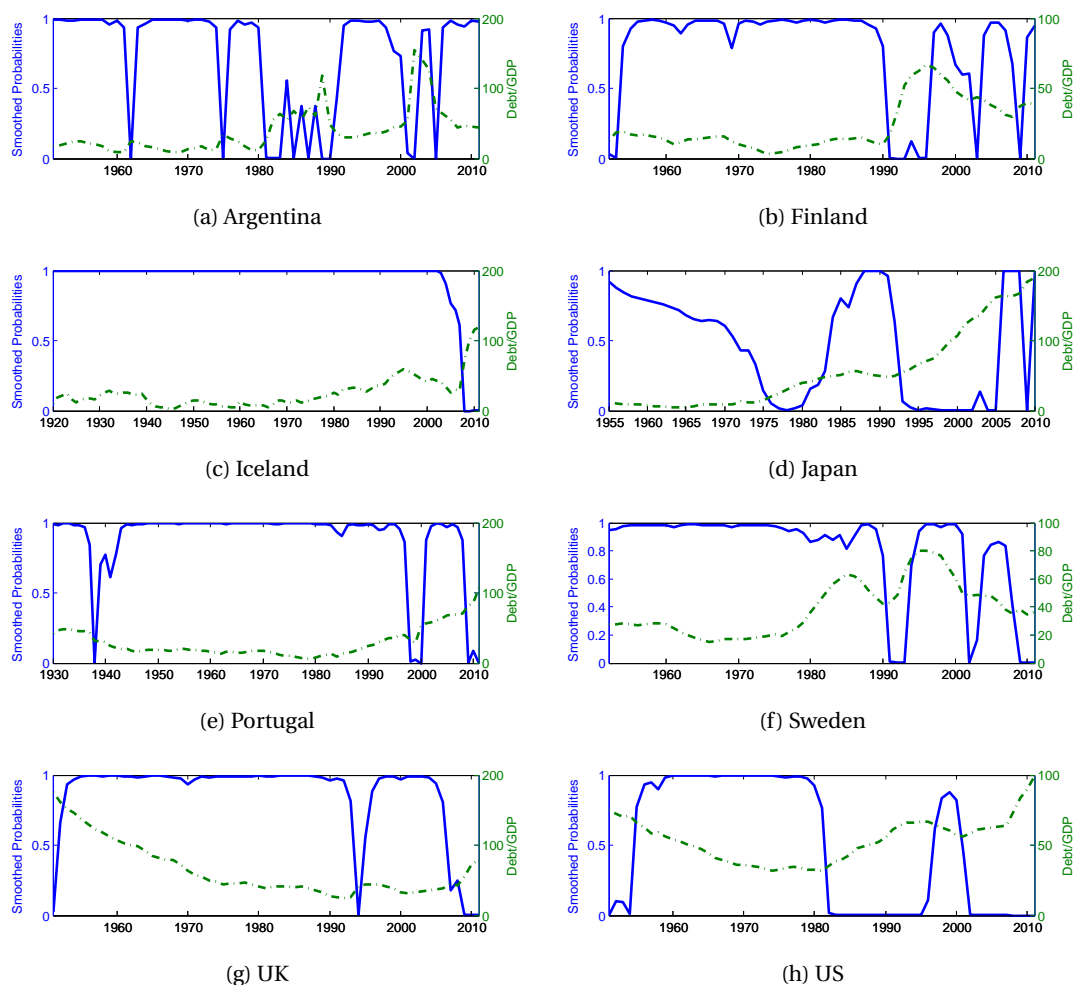 Smoothed Probabilities
1
0.5
0
1960 1970 1980 1990 2000 2010
200
100
0
Debt/GDP
(a) Argentina
Smoothed Probabilities
1
0.5
0
1960 1970 1980 1990 2000 2010
100
50
0
Debt/GDP
(b) Finland
Smoothed Probabilities
1
0.5
0
1920 1930 1940 1950 1960 1970 1980 1990 2000 2010
200
100
0
Debt/GDP
(c) Iceland
Smoothed Probabilities
1
0.5
0
1955 1960 1965 1970 1975 1980 1985 1990 1995 2000 2005 2010
200
150
100
50
0
Debt/GDP
(d) Japan
Smoothed Probabilities
1
0.5
0
1930 1940 1950 1960 1970 1980 1990 2000 2010
200
100
0
Debt/GDP
(e) Portugal
Smoothed Probabilities
1
0.8
0.6
0.4
0.2
0
1960 1970 1980 1990 2000 2010
100
80
60
40
20
0
Debt/GDP
(f) Sweden
Smoothed Probabilities
1
0.5
0
1960 1970 1980 1990 2000 2010
200
100
0
Debt/GDP
(g) UK
Smoothed Probabilities
1
0.5
0
1960 1970 1980 1990 2000 2010
100
50
0
Debt/GDP
(h) US